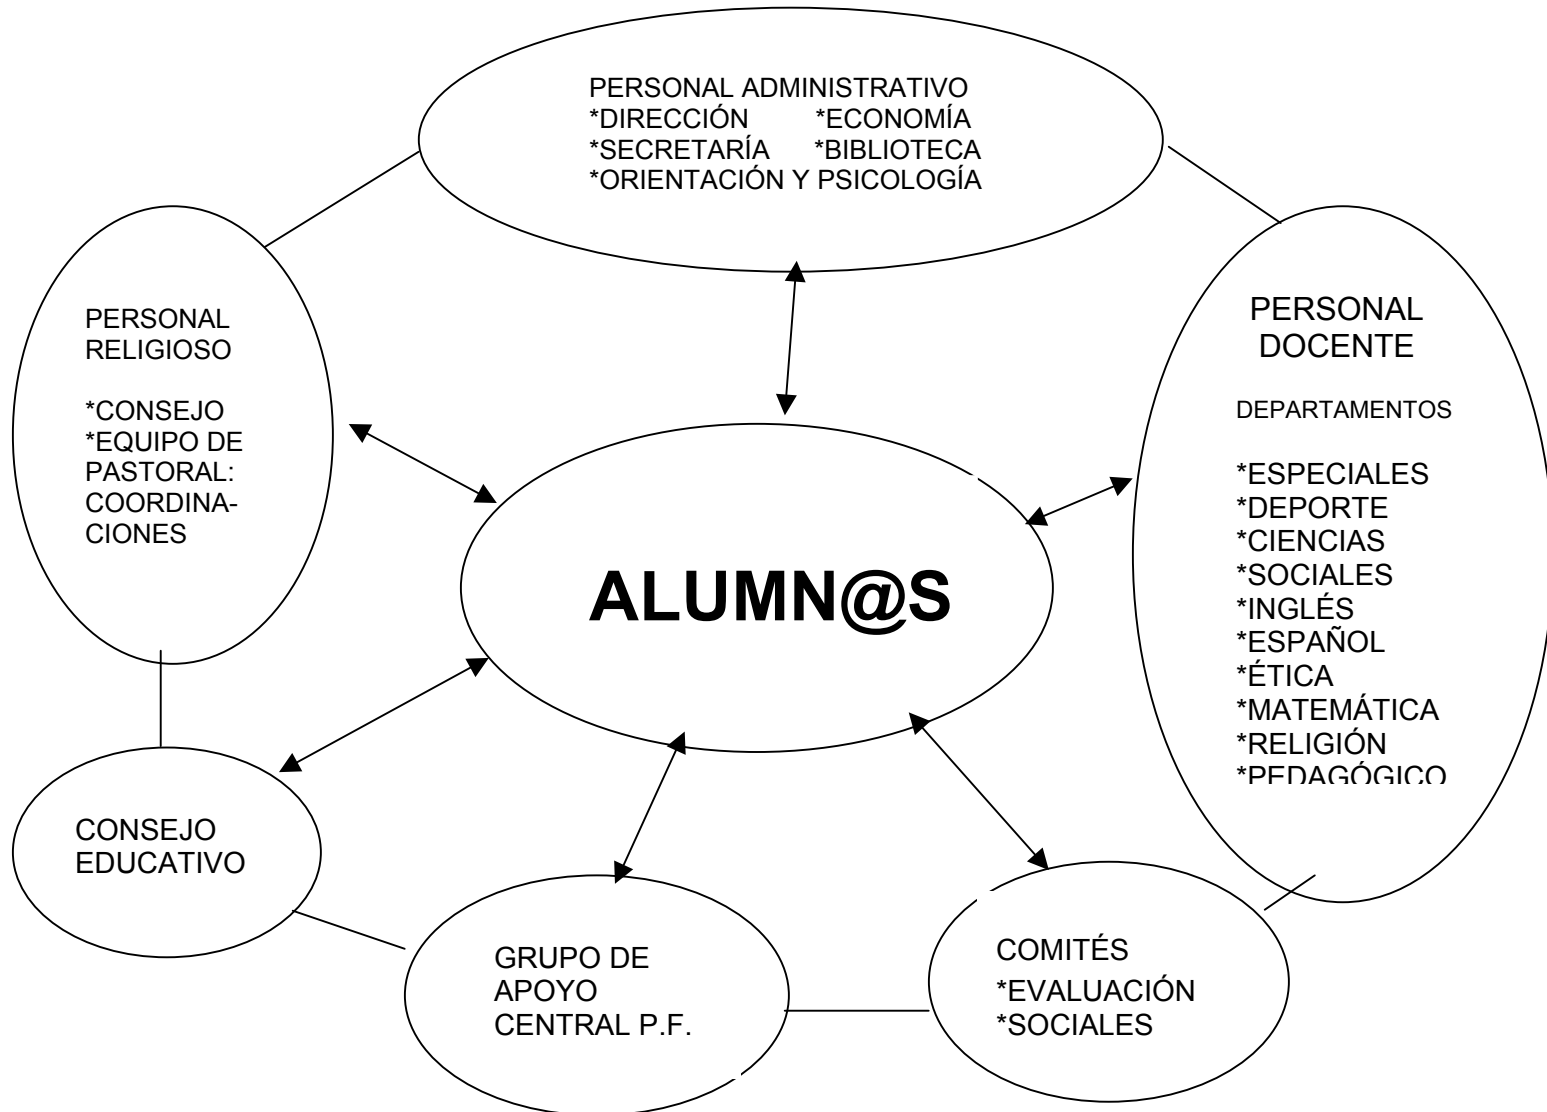 PERSONAL ADMINISTRATIVO
*DIRECCIÓN *ECONOMÍA
*SECRETARÍA *BIBLIOTECA
*ORIENTACIÓN Y PSICOLOGÍA
PERSONAL
RELIGIOSO
*CONSEJO
*EQUIPO DE
PASTORAL:
COORDINA-
CIONES
PERSONAL
DOCENTE
DEPARTAMENTOS
*ESPECIALES
*DEPORTE
*CIENCIAS
*SOCIALES
*INGLÉS
*ESPAÑOL
*ÉTICA
*MATEMÁTICA
*RELIGIÓN
*PEDAGÓGICO
ALUMN@S
CONSEJO
EDUCATIVO
GRUPO DE
APOYO
CENTRAL P.F.
COMITÉS
*EVALUACIÓN
*SOCIALES